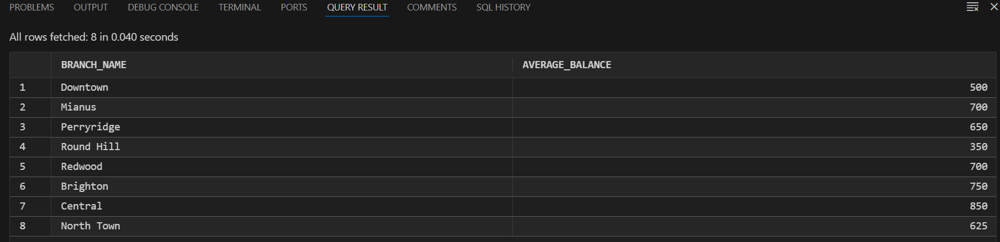 PROBLEMS OUTPUT DEBUG CONSOLE TERMINAL PORTS QUERY RESULT COMMENTS SQL HISTORY
All rows fetched: 8 in 0.040 seconds
BRANCH_NAME AVERAGE_BALANCE
1 Downtown 500
2 Mianus 700
3 Perryridge 650
4 Round Hill 350
5 Redwood 700
6 Brighton 750
7 Central 850
8 North Town 625